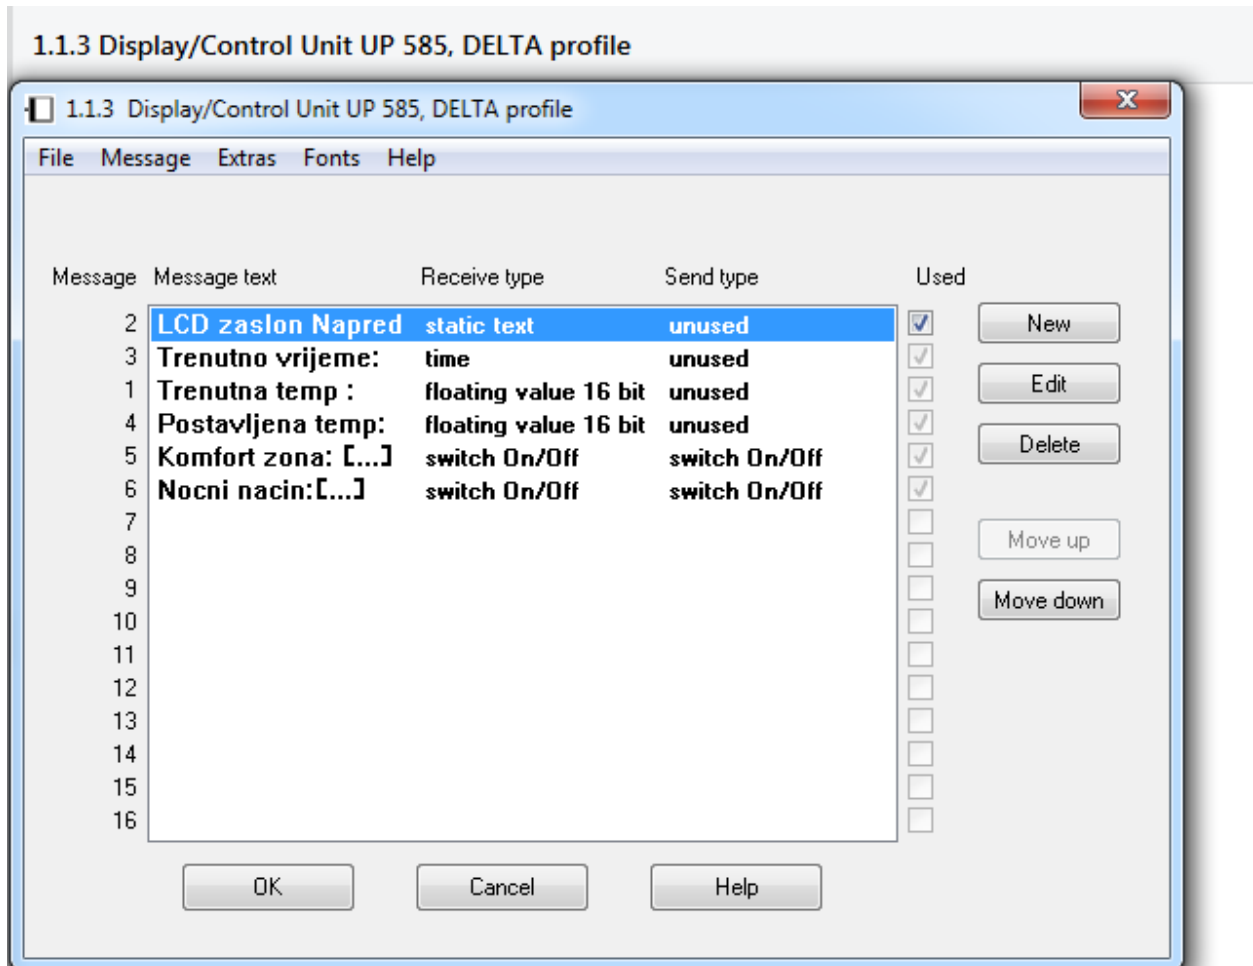 1.1.3 Display/Control Unit UP 585, DELTA profile
1.1.3 Display/Control Unit UP 585, DELTA profile
File Message Extras Fonts Help
Message Message text Receive type Send type Used
2 LCD zaslon Napred static text unused New
3 Trenutno vrijeme: time unused
1 Trenutna temp : floating value 16 bit unused Edit
4 Postavljena temp: floating value 16 bit unused
5 Komfort zona: [...] switch On/Off switch On/Off Delete
6 Nocni nacin:[...] switch On/Off switch On/Off
7
8 Move up
9
10 Move down
11
12
13
14
15
16
OK Cancel Help